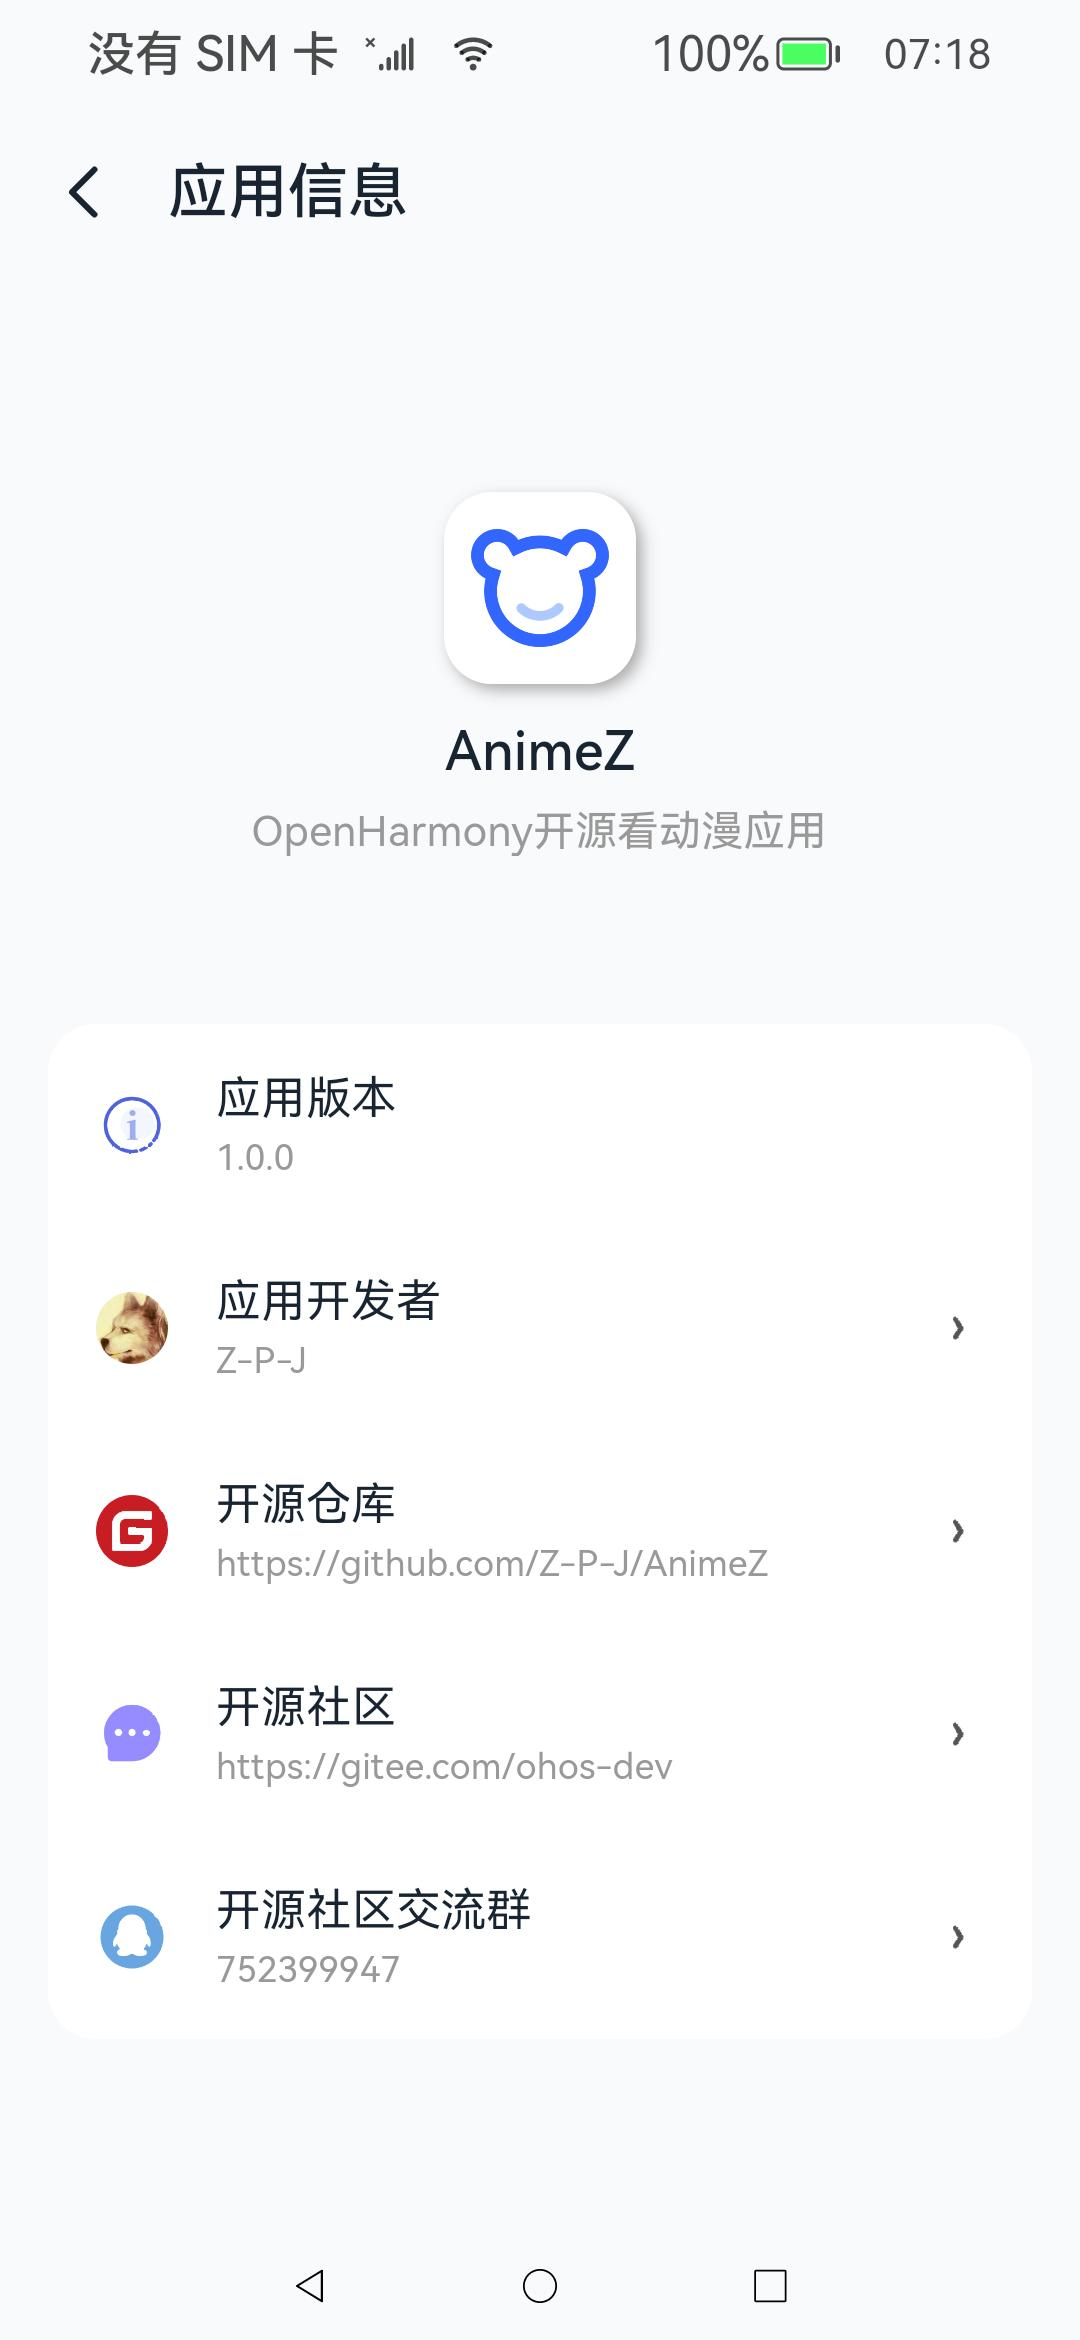 没有 SIM 卡 100% 07:18
应用信息
AnimeZ
OpenHarmony开源看动漫应用
应用版本
1.0.0
应用开发者
Z-P-J
开源仓库
https://github.com/Z-P-J/AnimeZ
开源社区
https://gitee.com/ohos-dev
开源社区交流群
752399947